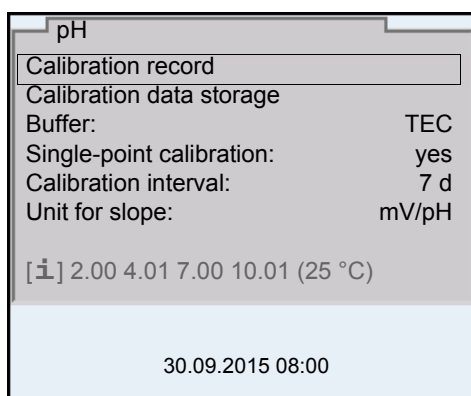 pH
Calibration record
Calibration data storage
Buffer: TEC
Single-point calibration: yes
Calibration interval: 7 d
Unit for slope: mV/pH
[i] 2.00 4.01 7.00 10.01 (25 °C)
30.09.2015 08:00